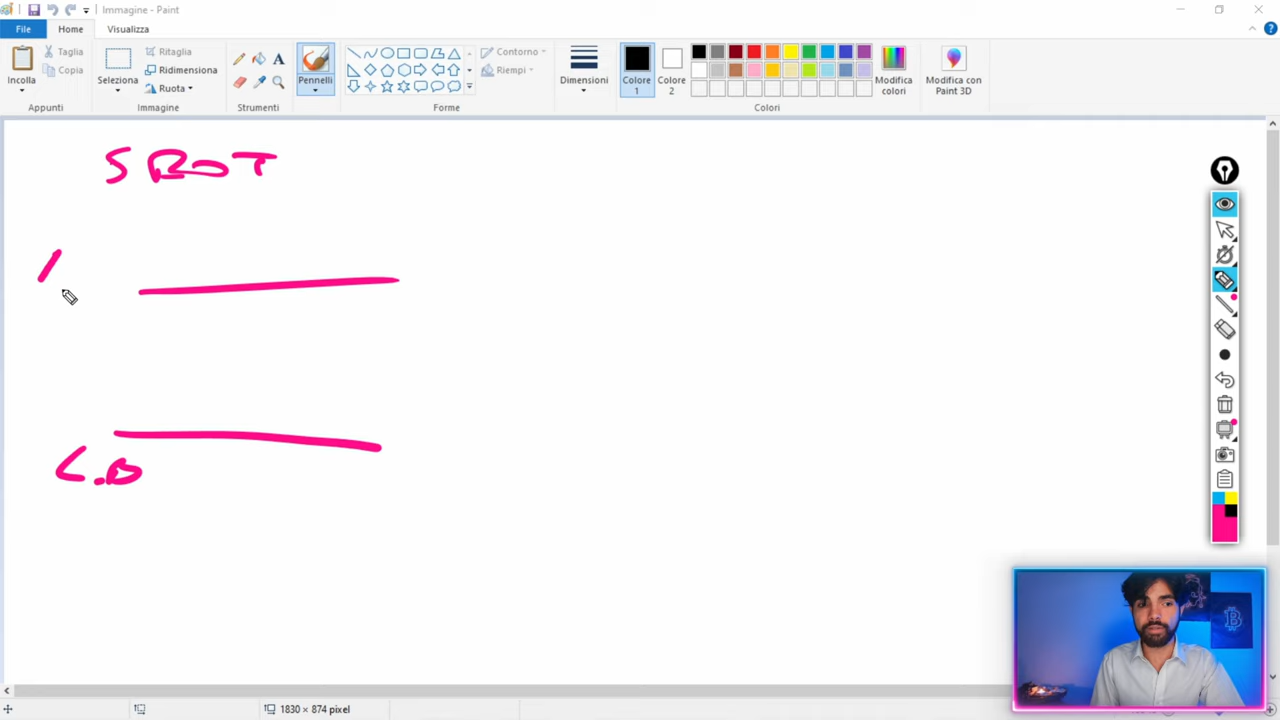 Immagine - Paint
File Home Visualizza
Incolla
Seleziona
Taglia
Copia
Ritaglia
Ridimensiona
Ruota
Pennelli
Contorno
Riempi
Dimensioni
Colore 1
Colore 2
Modifica colori
Modifica con Paint 3D
Appunti Immagine Strumenti Forme Colori
C.B
1830 × 874 pixel